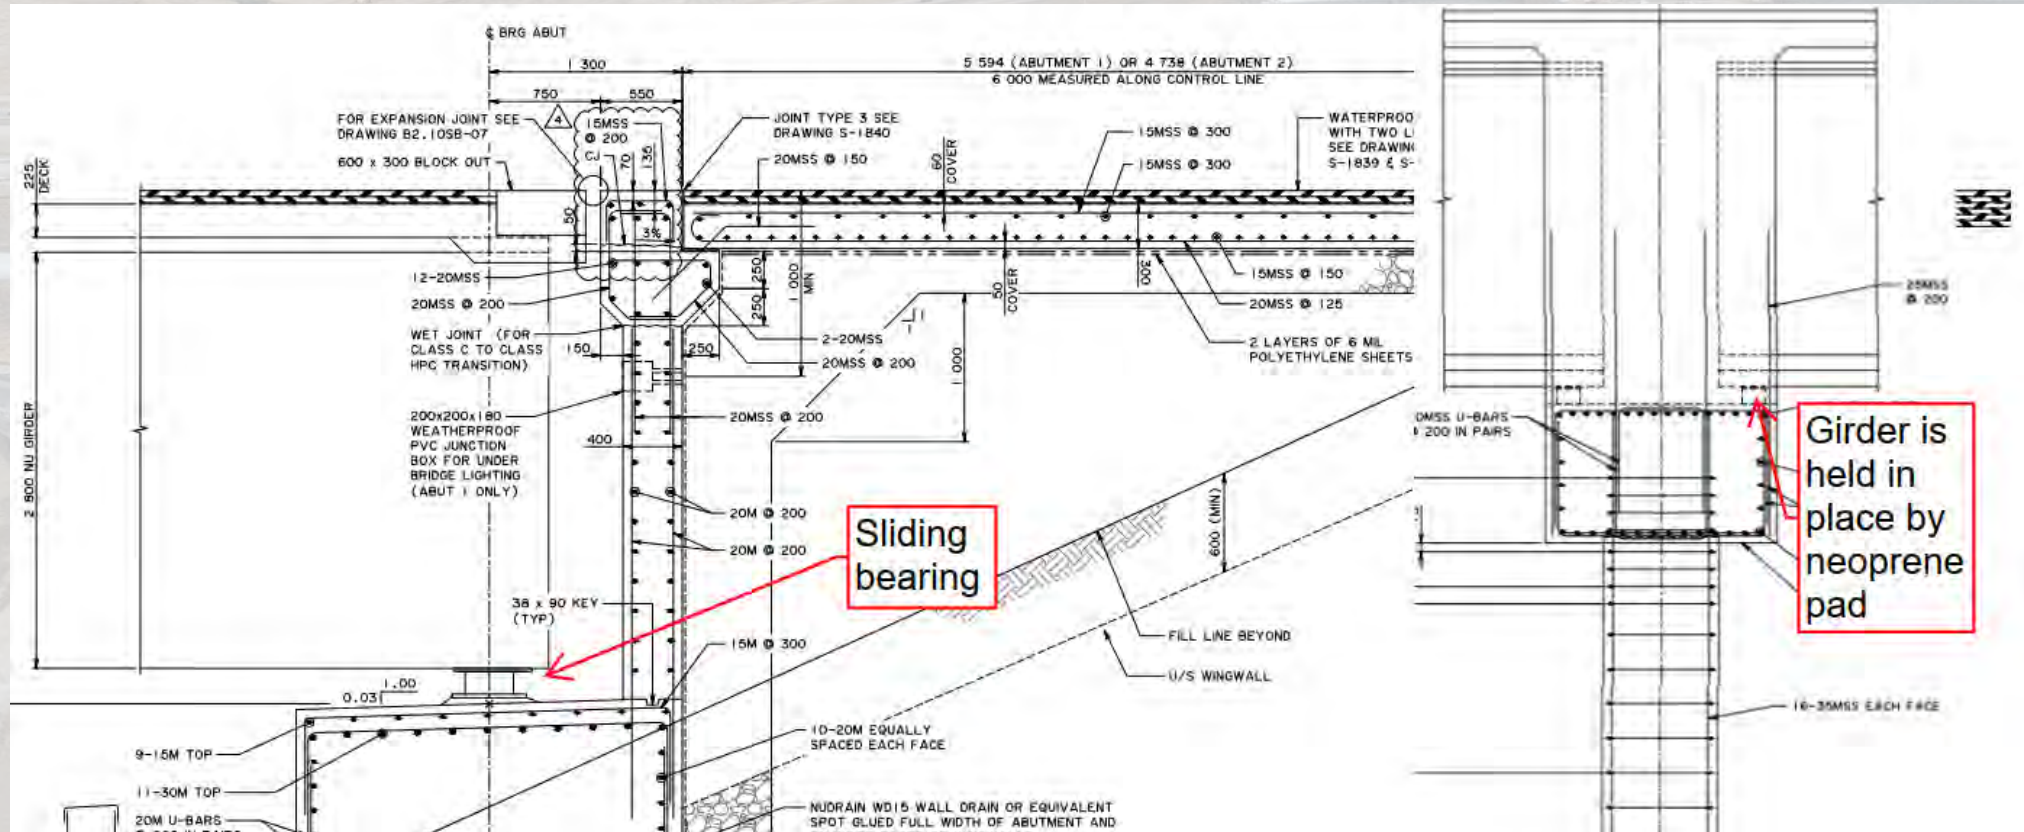 ℄ BRG ABUT
1 300
5 594 (ABUTMENT 1) OR 4 738 (ABUTMENT 2)
6 000 MEASURED ALONG CONTROL LINE
750
550
FOR EXPANSION JOINT SEE
DRAWING B2.10SB-07
4
15MSS
@ 200
CJ
70
135
JOINT TYPE 3 SEE
DRAWING S-1840
20MSS @ 150
60
COVER
15MSS @ 300
15MSS @ 300
WATERPROO
WITH TWO L
SEE DRAWIN
S-1839 & S-
600 x 300 BLOCK OUT
225
DECK
50
3%
12-20MSS
20MSS @ 200
250
250
1 000
MIN
50
COVER
300
15MSS @ 150
20MSS @ 125
2 LAYERS OF 6 MIL
POLYETHYLENE SHEETS
25MSS
@ 200
WET JOINT (FOR
CLASS C TO CLASS
HPC TRANSITION)
150
250
1
1
2-20MSS
20MSS @ 200
1 000
200x200x180
WEATHERPROOF
PVC JUNCTION
BOX FOR UNDER
BRIDGE LIGHTING
(ABUT 1 ONLY)
20MSS @ 200
400
2 800 NU GIRDER
0MSS U-BARS
200 IN PAIRS
Girder is
held in
place by
neoprene
pad
20M @ 200
20M @ 200
600 (MIN)
Sliding
bearing
38 x 90 KEY
(TYP)
15M @ 300
FILL LINE BEYOND
U/S WINGWALL
1.00
0.03
16-35MSS EACH FACE
9-15M TOP
11-30M TOP
20M U-BARS
10-20M EQUALLY
SPACED EACH FACE
NUDRAIN WD15 WALL DRAIN OR EQUIVALENT
SPOT GLUED FULL WIDTH OF ABUTMENT AND